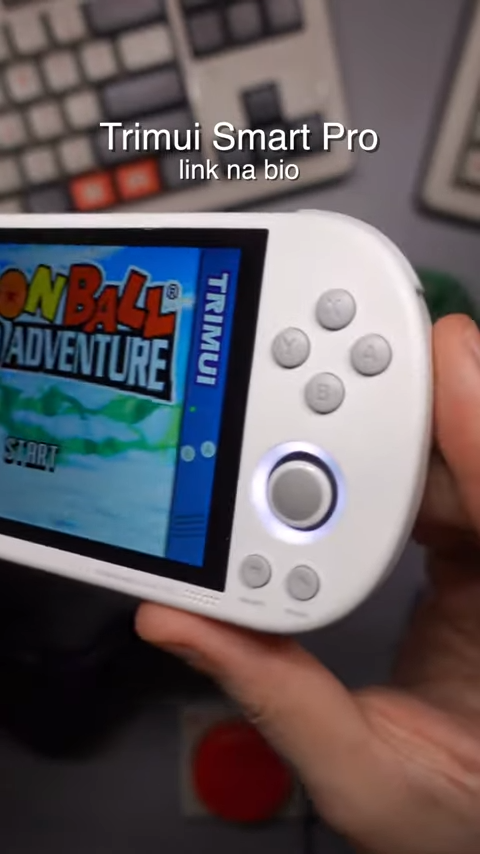 Trimui Smart Pro
link na bio
ONBALL®
ADVENTURE
START
TRIMUI
X
Y
A
B